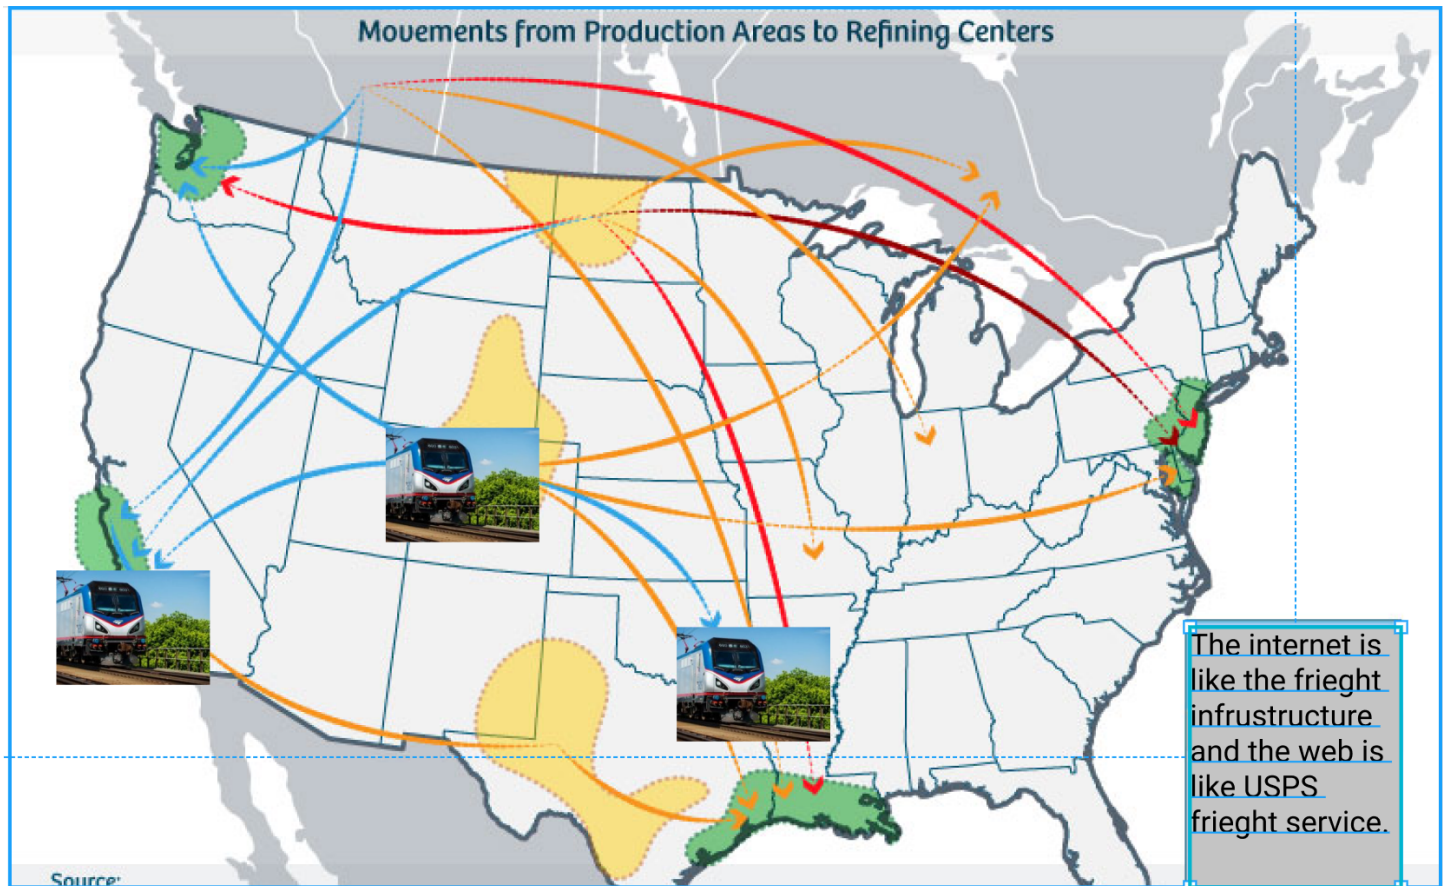 Movements from Production Areas to Refining Centers
The internet is
like the frieght
infrustructure
and the web is
like USPS
frieght service.
Source: